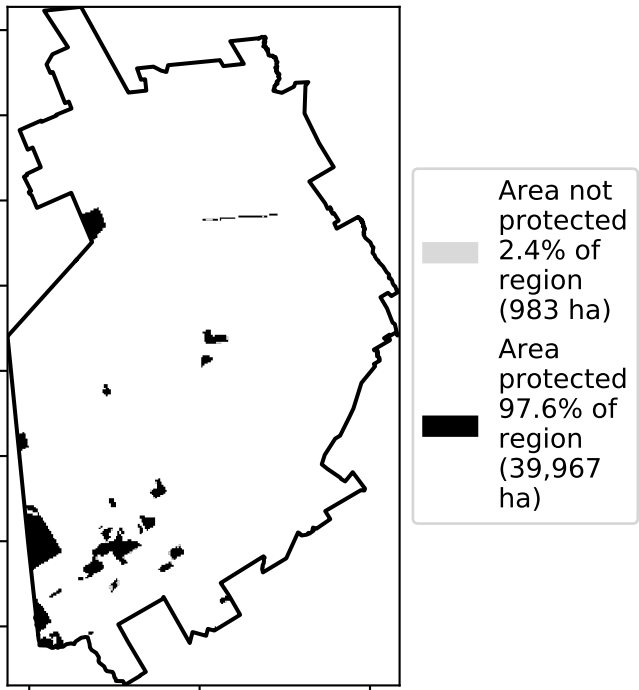 Area not
protected
2.4% of
region
(983 ha)
Area
protected
97.6% of
region
(39,967
ha)